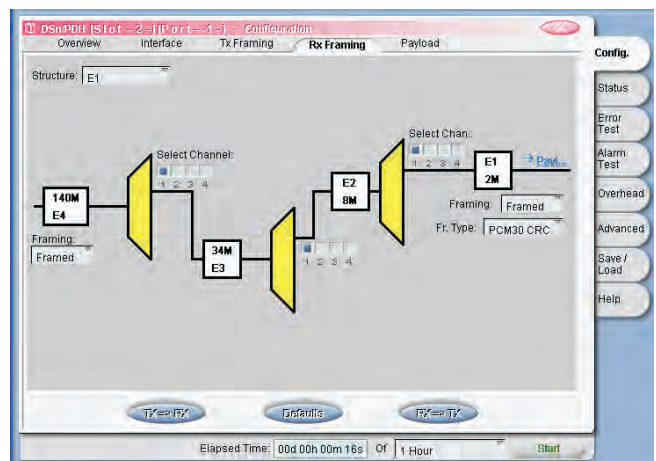 DSn/PDH [Slot--2--][Port---1--] - Configuration
Overview Interface Tx Framing Rx Framing Payload
Config.
Structure: E1
Status
Error
Test
Select Chan.:
Select Channel:
1 2 3 4
E1
2M
Payl...
Alarm
Test
1 2 3 4
E2
8M
140M
E4
Framing: Framed
Overhead
Fr. Type: PCM30 CRC
Advanced
Framing:
Framed
34M
E3
1 2 3 4
Save /
Load
Help
TX=>RX Defaults RX=>TX
Elapsed Time: 00d 00h 00m 16s Of 1 Hour Start